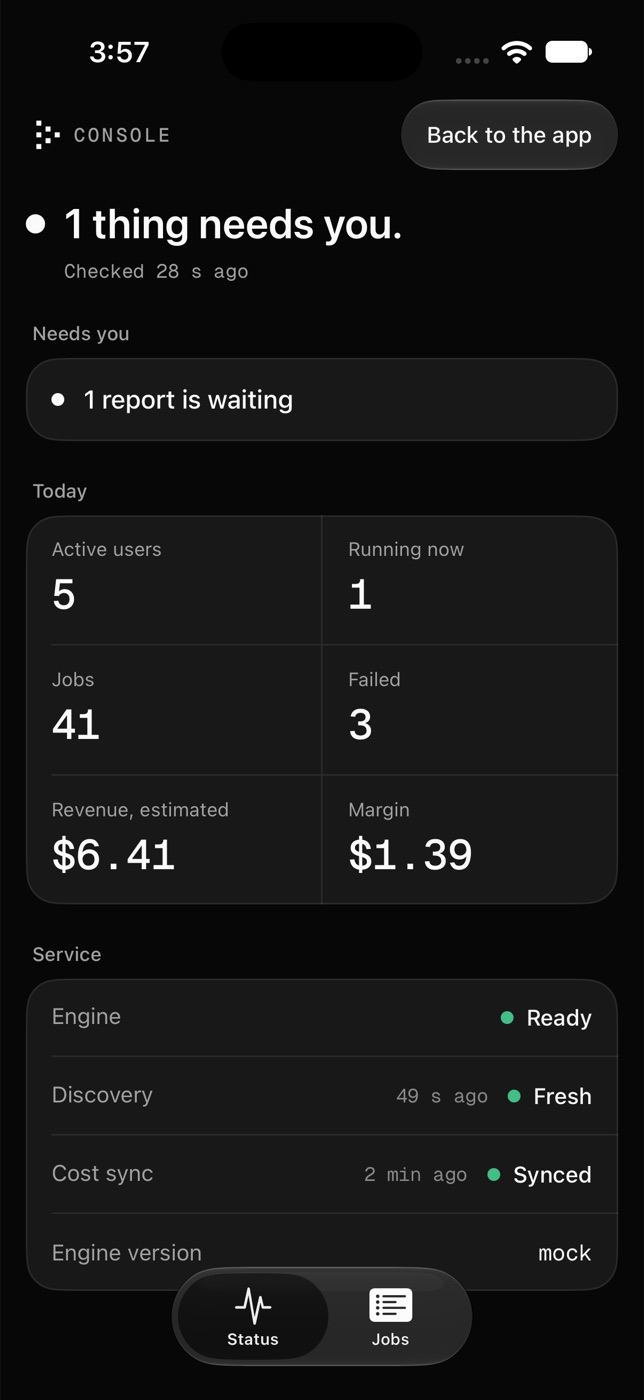 3:57
CONSOLE
Back to the app
1 thing needs you.
Checked 28 s ago
Needs you
1 report is waiting
Today
Active users
5
Running now
1
Jobs
41
Failed
3
Revenue, estimated
$6.41
Margin
$1.39
Service
Engine
Ready
Discovery
49 s ago
Fresh
Cost sync
2 min ago
Synced
Engine version
mock
Status
Jobs